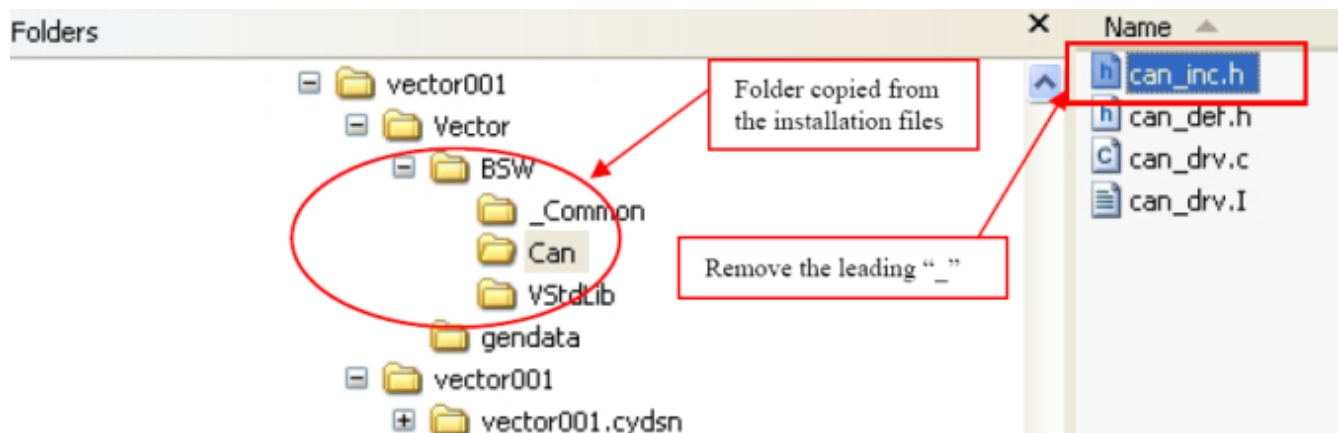 Folders
vector001
Vector
BSW
_Common
Can
VStdLib
gendata
vector001
vector001.cydsn
Folder copied from
the installation files
Remove the leading “_”
Name
can_inc.h
can_def.h
can_drv.c
can_drv.I